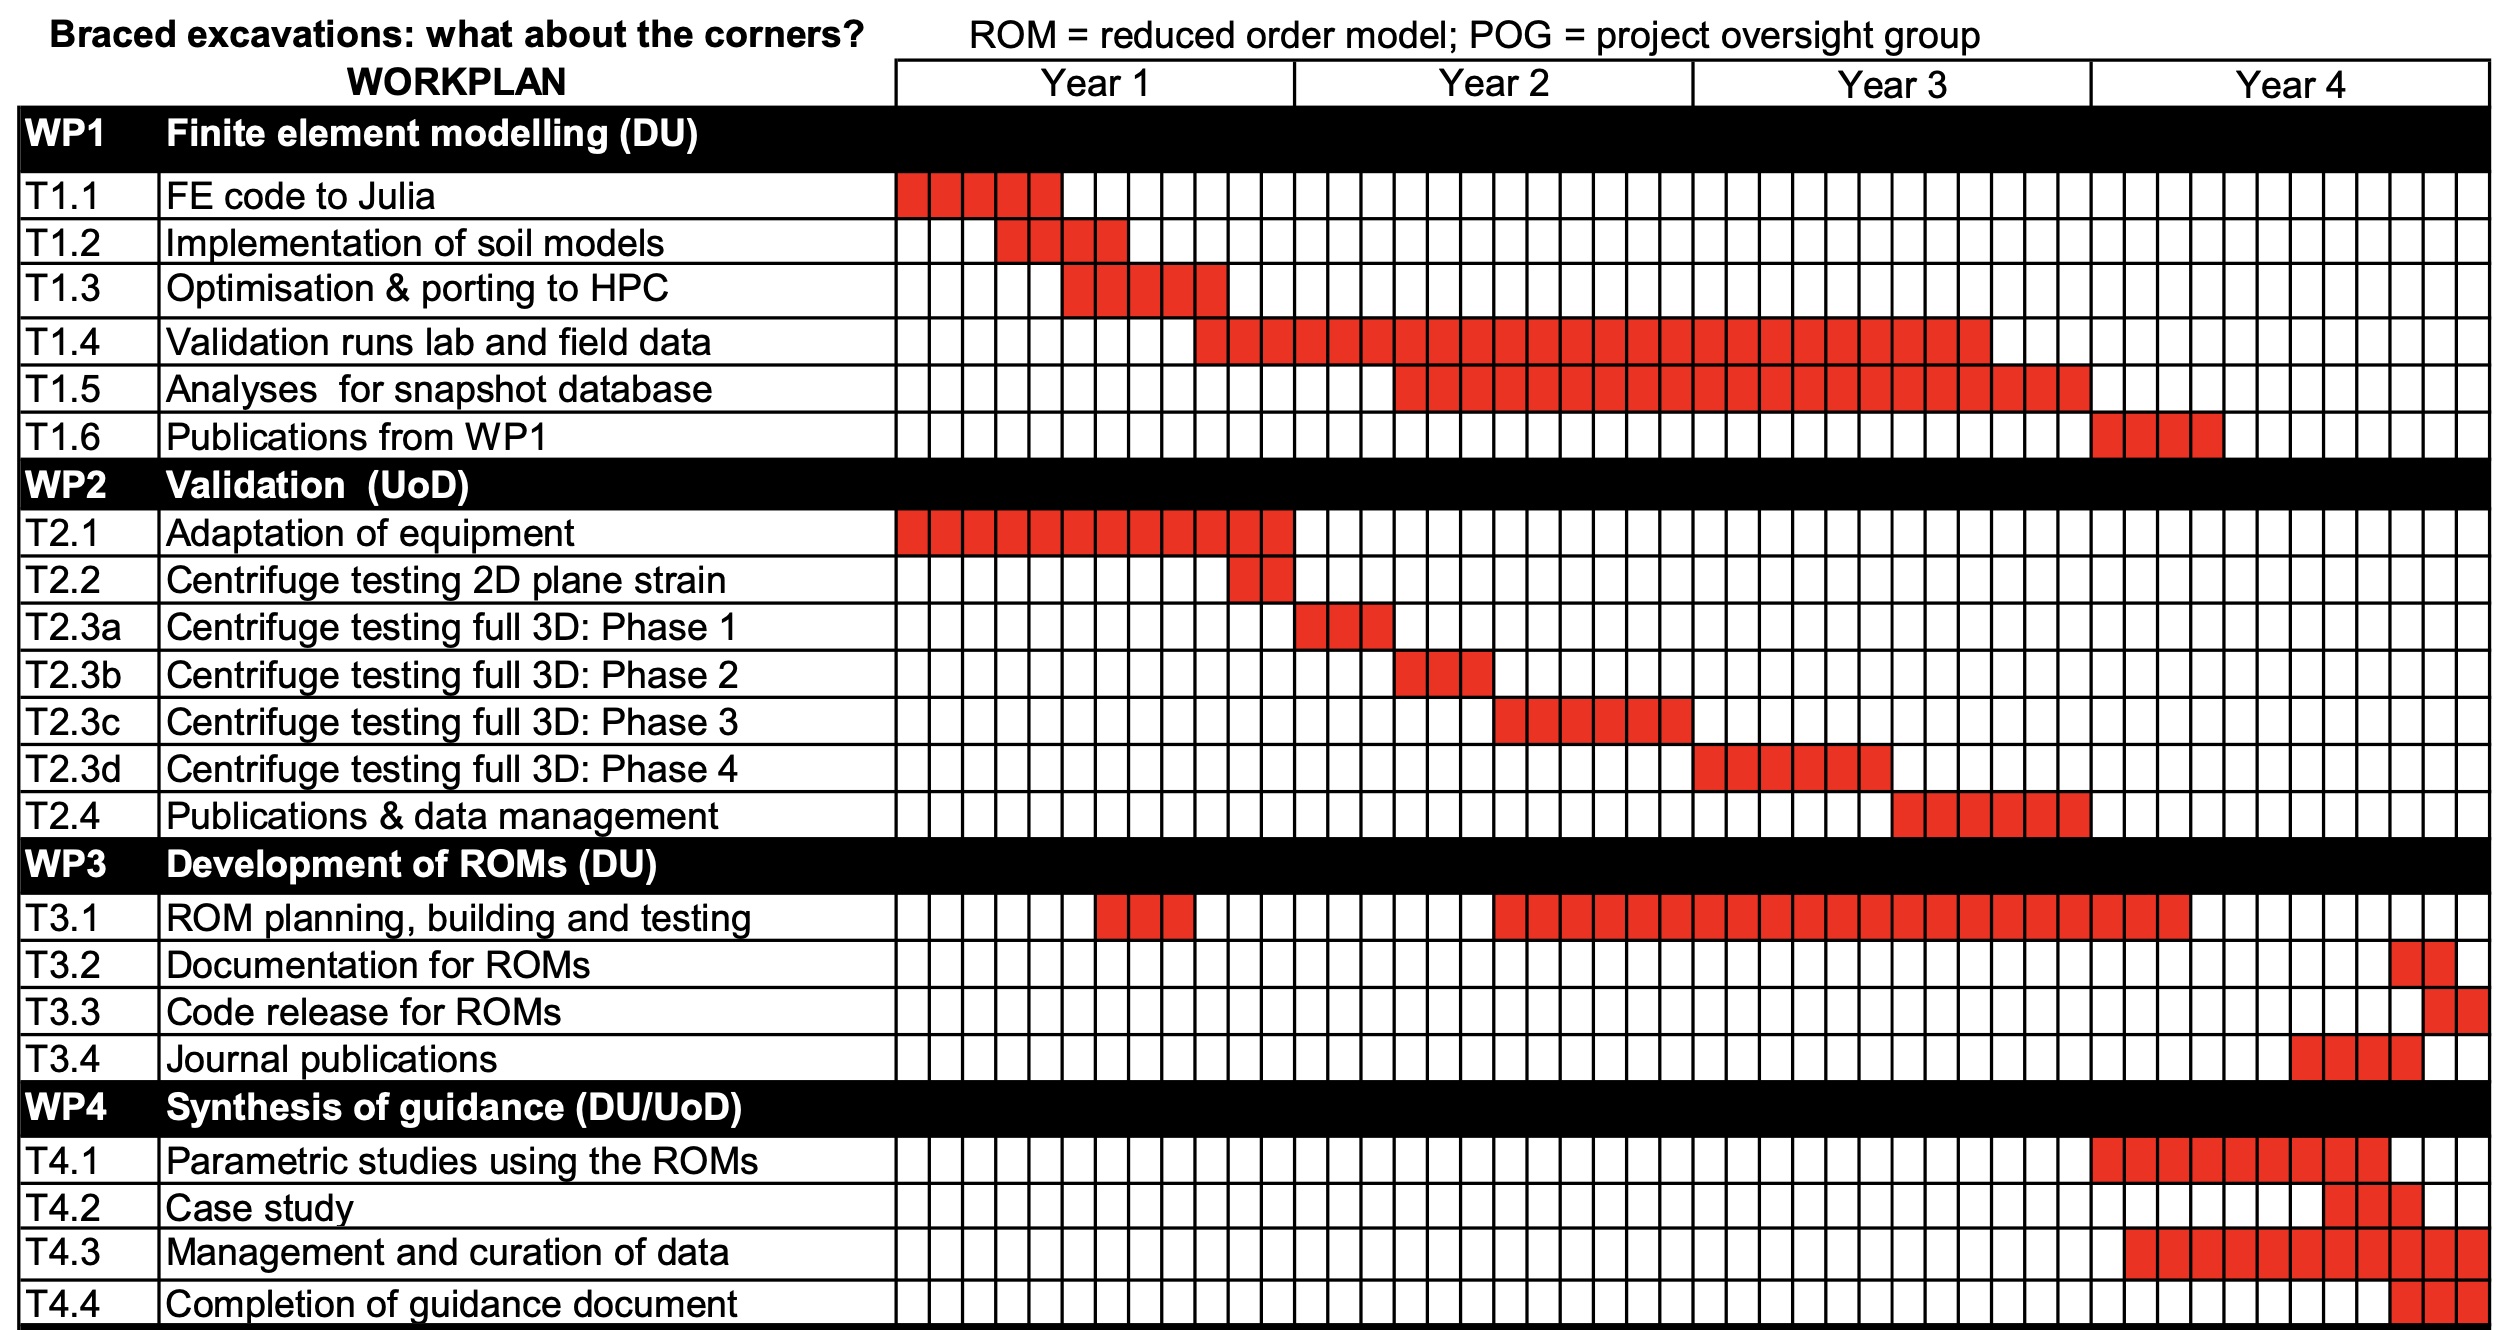 Braced excavations: what about the corners? ROM = reduced order model; POG = project oversight group
WORKPLAN Year 1 Year 2 Year 3 Year 4
WP1 Finite element modelling (DU)
T1.1 FE code to Julia
T1.2 Implementation of soil models
T1.3 Optimisation & porting to HPC
T1.4 Validation runs lab and field data
T1.5 Analyses  for snapshot database
T1.6 Publications from WP1
WP2 Validation  (UoD)
T2.1 Adaptation of equipment
T2.2 Centrifuge testing 2D plane strain
T2.3a Centrifuge testing full 3D: Phase 1
T2.3b Centrifuge testing full 3D: Phase 2
T2.3c Centrifuge testing full 3D: Phase 3
T2.3d Centrifuge testing full 3D: Phase 4
T2.4 Publications & data management
WP3 Development of ROMs (DU)
T3.1 ROM planning, building and testing
T3.2 Documentation for ROMs
T3.3 Code release for ROMs
T3.4 Journal publications
WP4 Synthesis of guidance (DU/UoD)
T4.1 Parametric studies using the ROMs
T4.2 Case study
T4.3 Management and curation of data
T4.4 Completion of guidance document